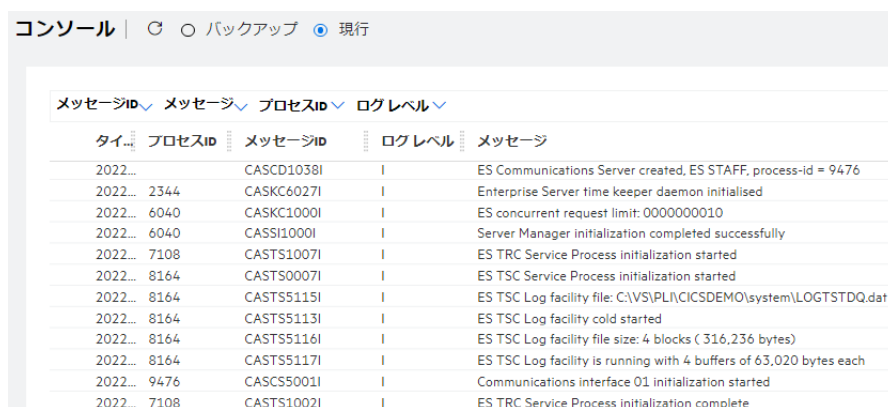 コンソール バックアップ 現行
メッセージID メッセージ プロセスID ログレベル
タイ... プロセスID メッセージID ログレベル メッセージ
2022... CASCD1038I I ES Communications Server created, ES STAFF, process-id = 9476
2022... 2344 CASKC6027I I Enterprise Server time keeper daemon initialised
2022... 6040 CASKC1000I I ES concurrent request limit: 0000000010
2022... 6040 CASSI1000I I Server Manager initialization completed successfully
2022... 7108 CASTS1007I I ES TRC Service Process initialization started
2022... 8164 CASTS0007I I ES TSC Service Process initialization started
2022... 8164 CASTS5115I I ES TSC Log facility file: C:\VS\PLI\CICSDEMO\system\LOGTSTDQ.dat
2022... 8164 CASTS5113I I ES TSC Log facility cold started
2022... 8164 CASTS5116I I ES TSC Log facility file size: 4 blocks ( 316,236 bytes)
2022... 8164 CASTS5117I I ES TSC Log facility is running with 4 buffers of 63,020 bytes each
2022... 9476 CASCS5001I I Communications interface 01 initialization started
2022... 7108 CASTS1002I I ES TRC Service Process initialization complete